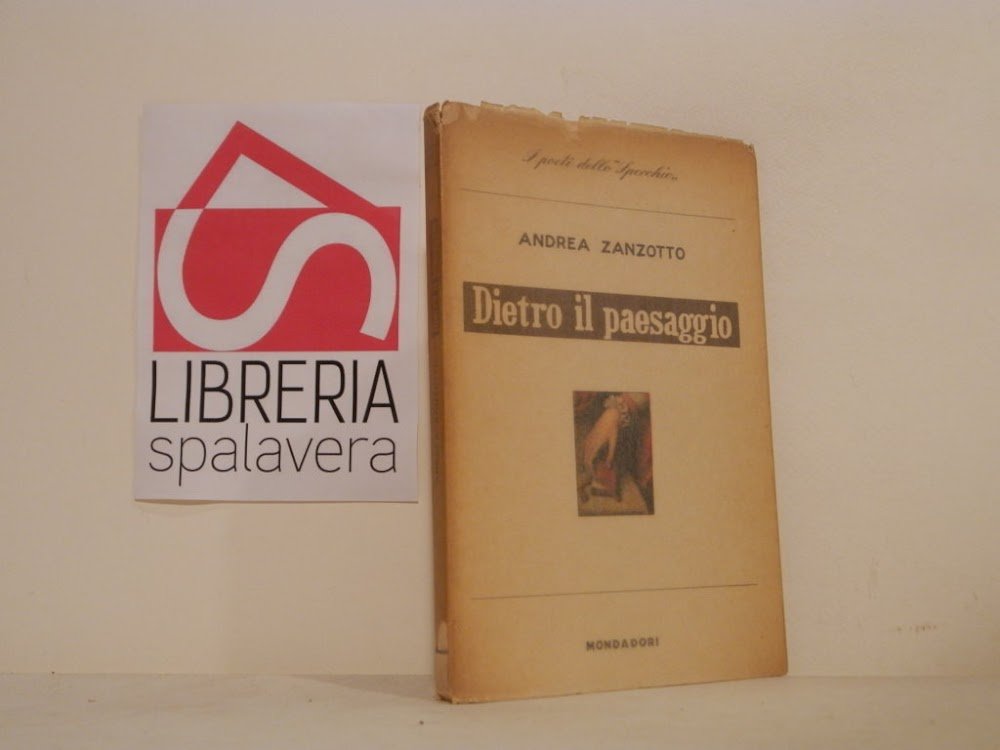 LIBRERIA
spalavera
I poeti dello "Specchio„
ANDREA ZANZOTTO
Dietro il paesaggio
MONDADORI